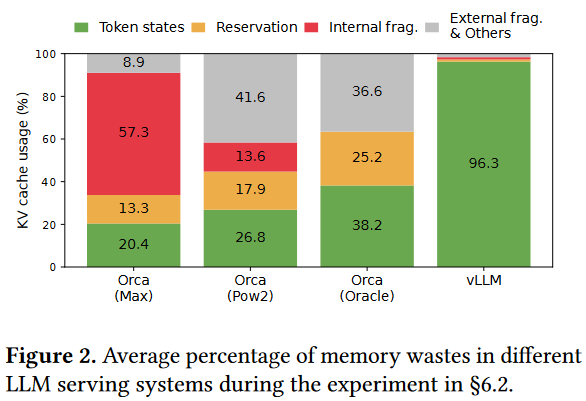 Token states Reservation Internal frag. External frag. & Others
KV cache usage (%)
100
80
60
40
20
0
8.9
57.3
13.3
20.4
41.6
13.6
17.9
26.8
36.6
25.2
38.2
96.3
Orca (Max)
Orca (Pow2)
Orca (Oracle)
vLLM
Figure 2. Average percentage of memory wastes in different
LLM serving systems during the experiment in §6.2.